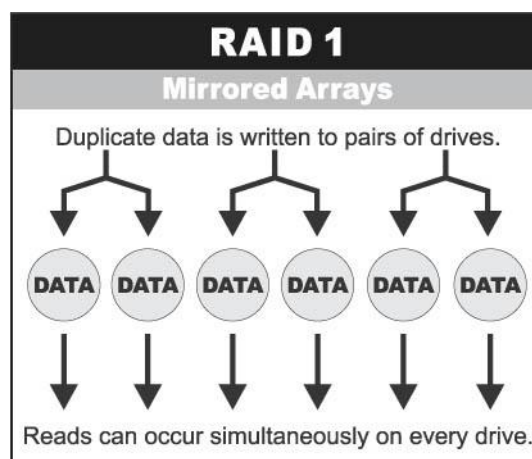 RAID 1
Mirrored Arrays
Duplicate data is written to pairs of drives.
DATA DATA DATA DATA DATA DATA
Reads can occur simultaneously on every drive.